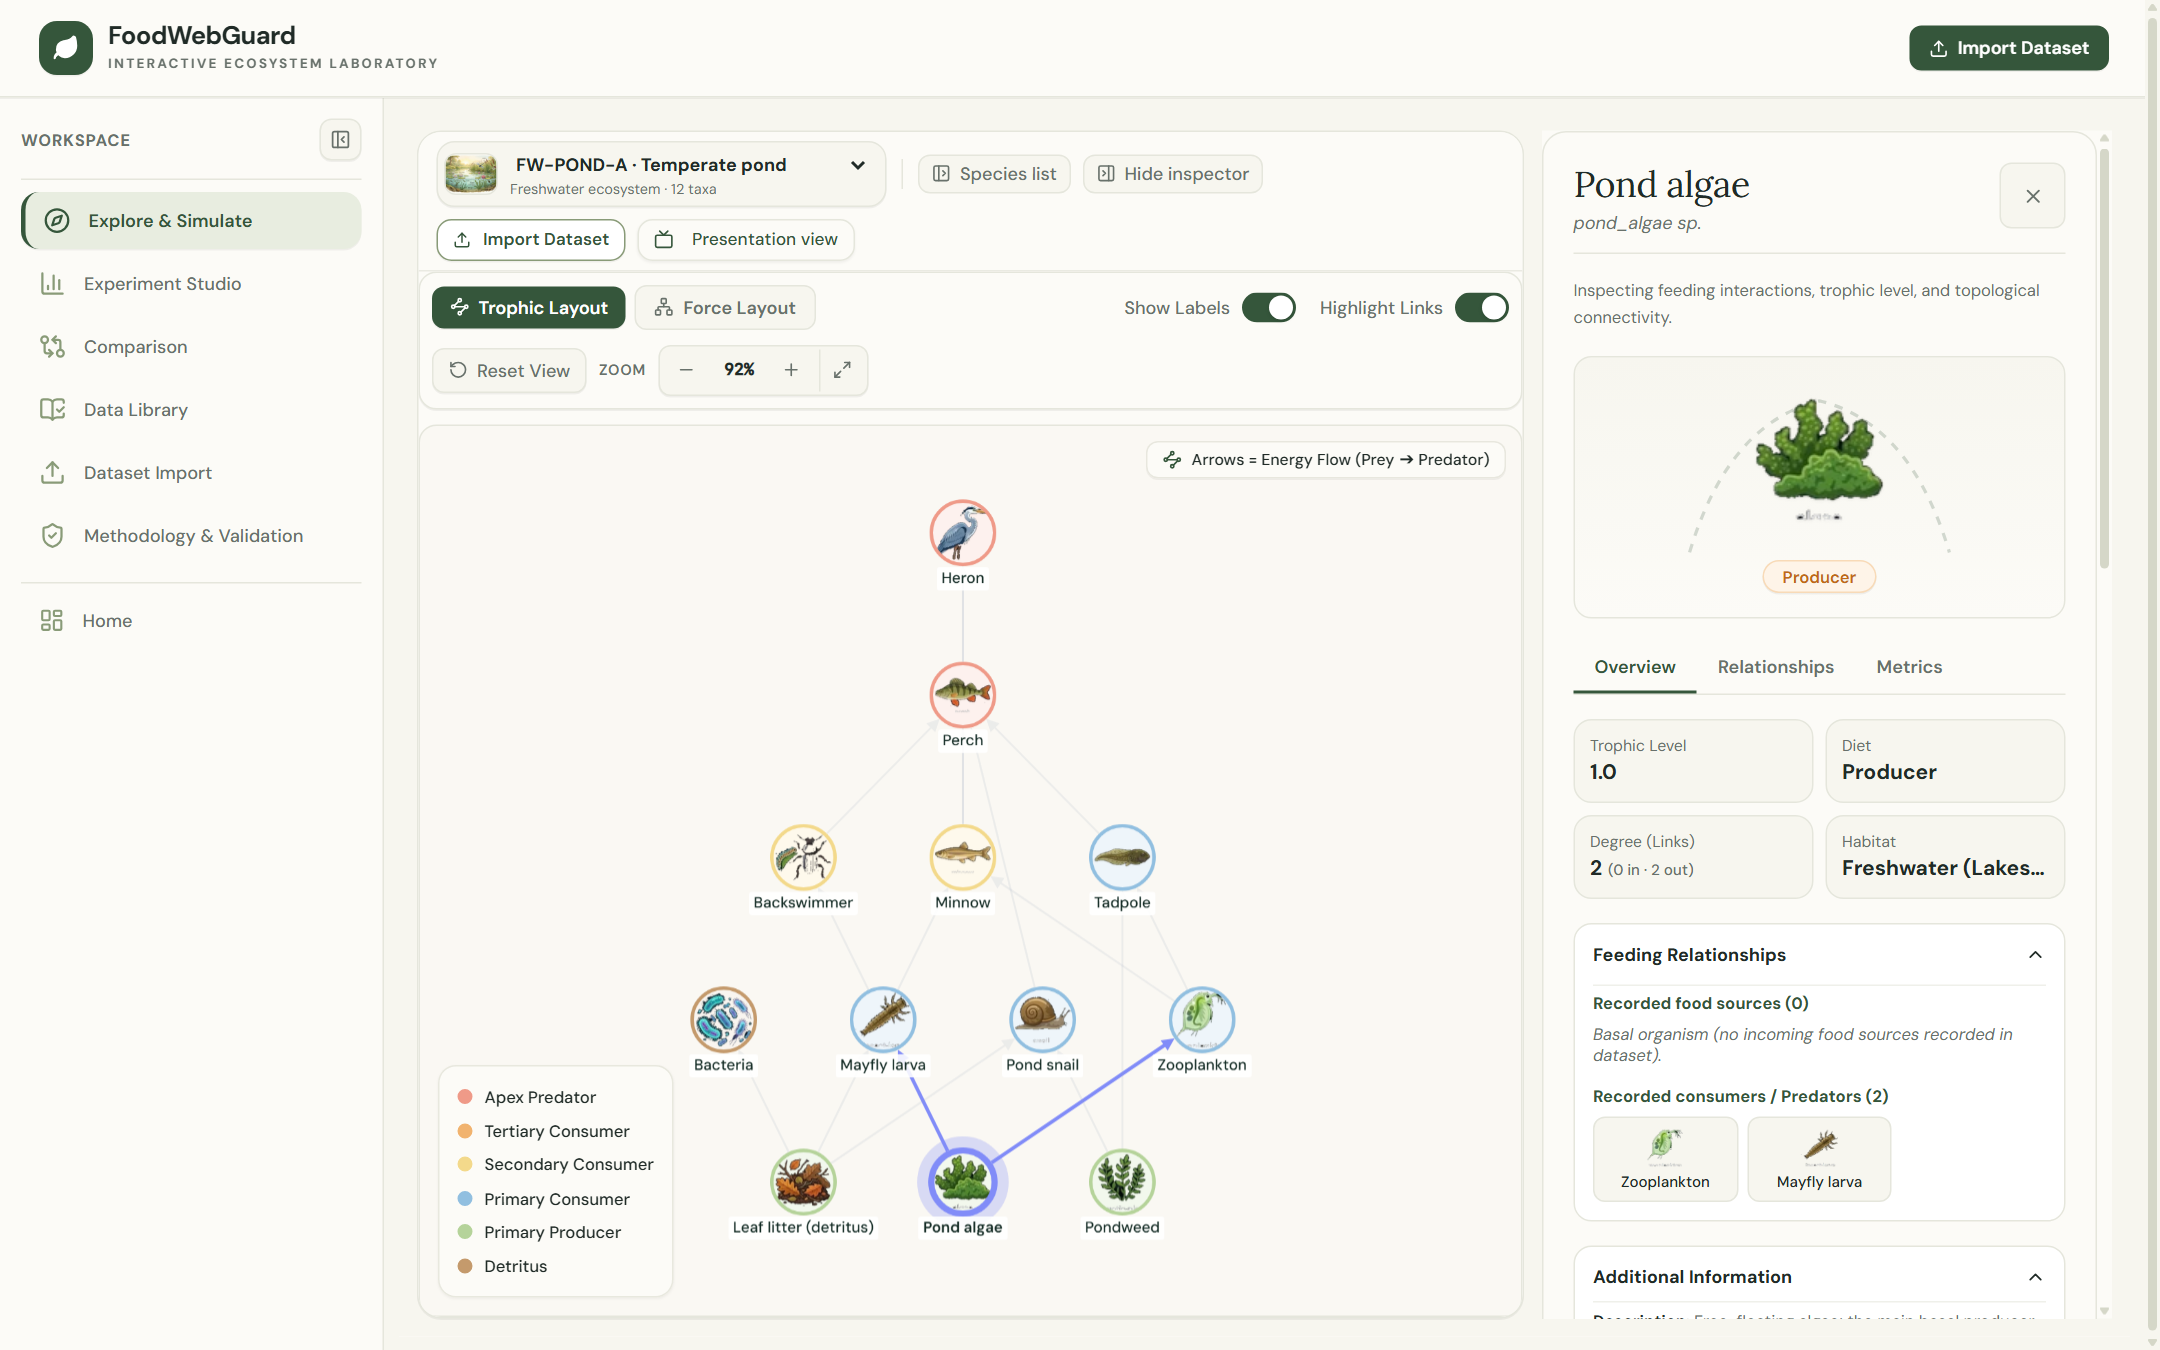 FoodWebGuard
INTERACTIVE ECOSYSTEM LABORATORY
Import Dataset
WORKSPACE
Explore & Simulate
Experiment Studio
Comparison
Data Library
Dataset Import
Methodology & Validation
Home
FW-POND-A · Temperate pond
Freshwater ecosystem · 12 taxa
Species list
Hide inspector
Import Dataset
Presentation view
Trophic Layout
Force Layout
Show Labels
Highlight Links
Reset View
ZOOM
92%
Arrows = Energy Flow (Prey → Predator)
Heron
Perch
Backswimmer
Minnow
Tadpole
Bacteria
Mayfly larva
Pond snail
Zooplankton
Leaf litter (detritus)
Pond algae
Pondweed
Apex Predator
Tertiary Consumer
Secondary Consumer
Primary Consumer
Primary Producer
Detritus
Pond algae
pond_algae sp.
Inspecting feeding interactions, trophic level, and topological
connectivity.
Producer
Overview
Relationships
Metrics
Trophic Level
1.0
Diet
Producer
Degree (Links)
2 (0 in · 2 out)
Habitat
Freshwater (Lakes...
Feeding Relationships
Recorded food sources (0)
Basal organism (no incoming food sources recorded in
dataset).
Recorded consumers / Predators (2)
Zooplankton
Mayfly larva
Additional Information